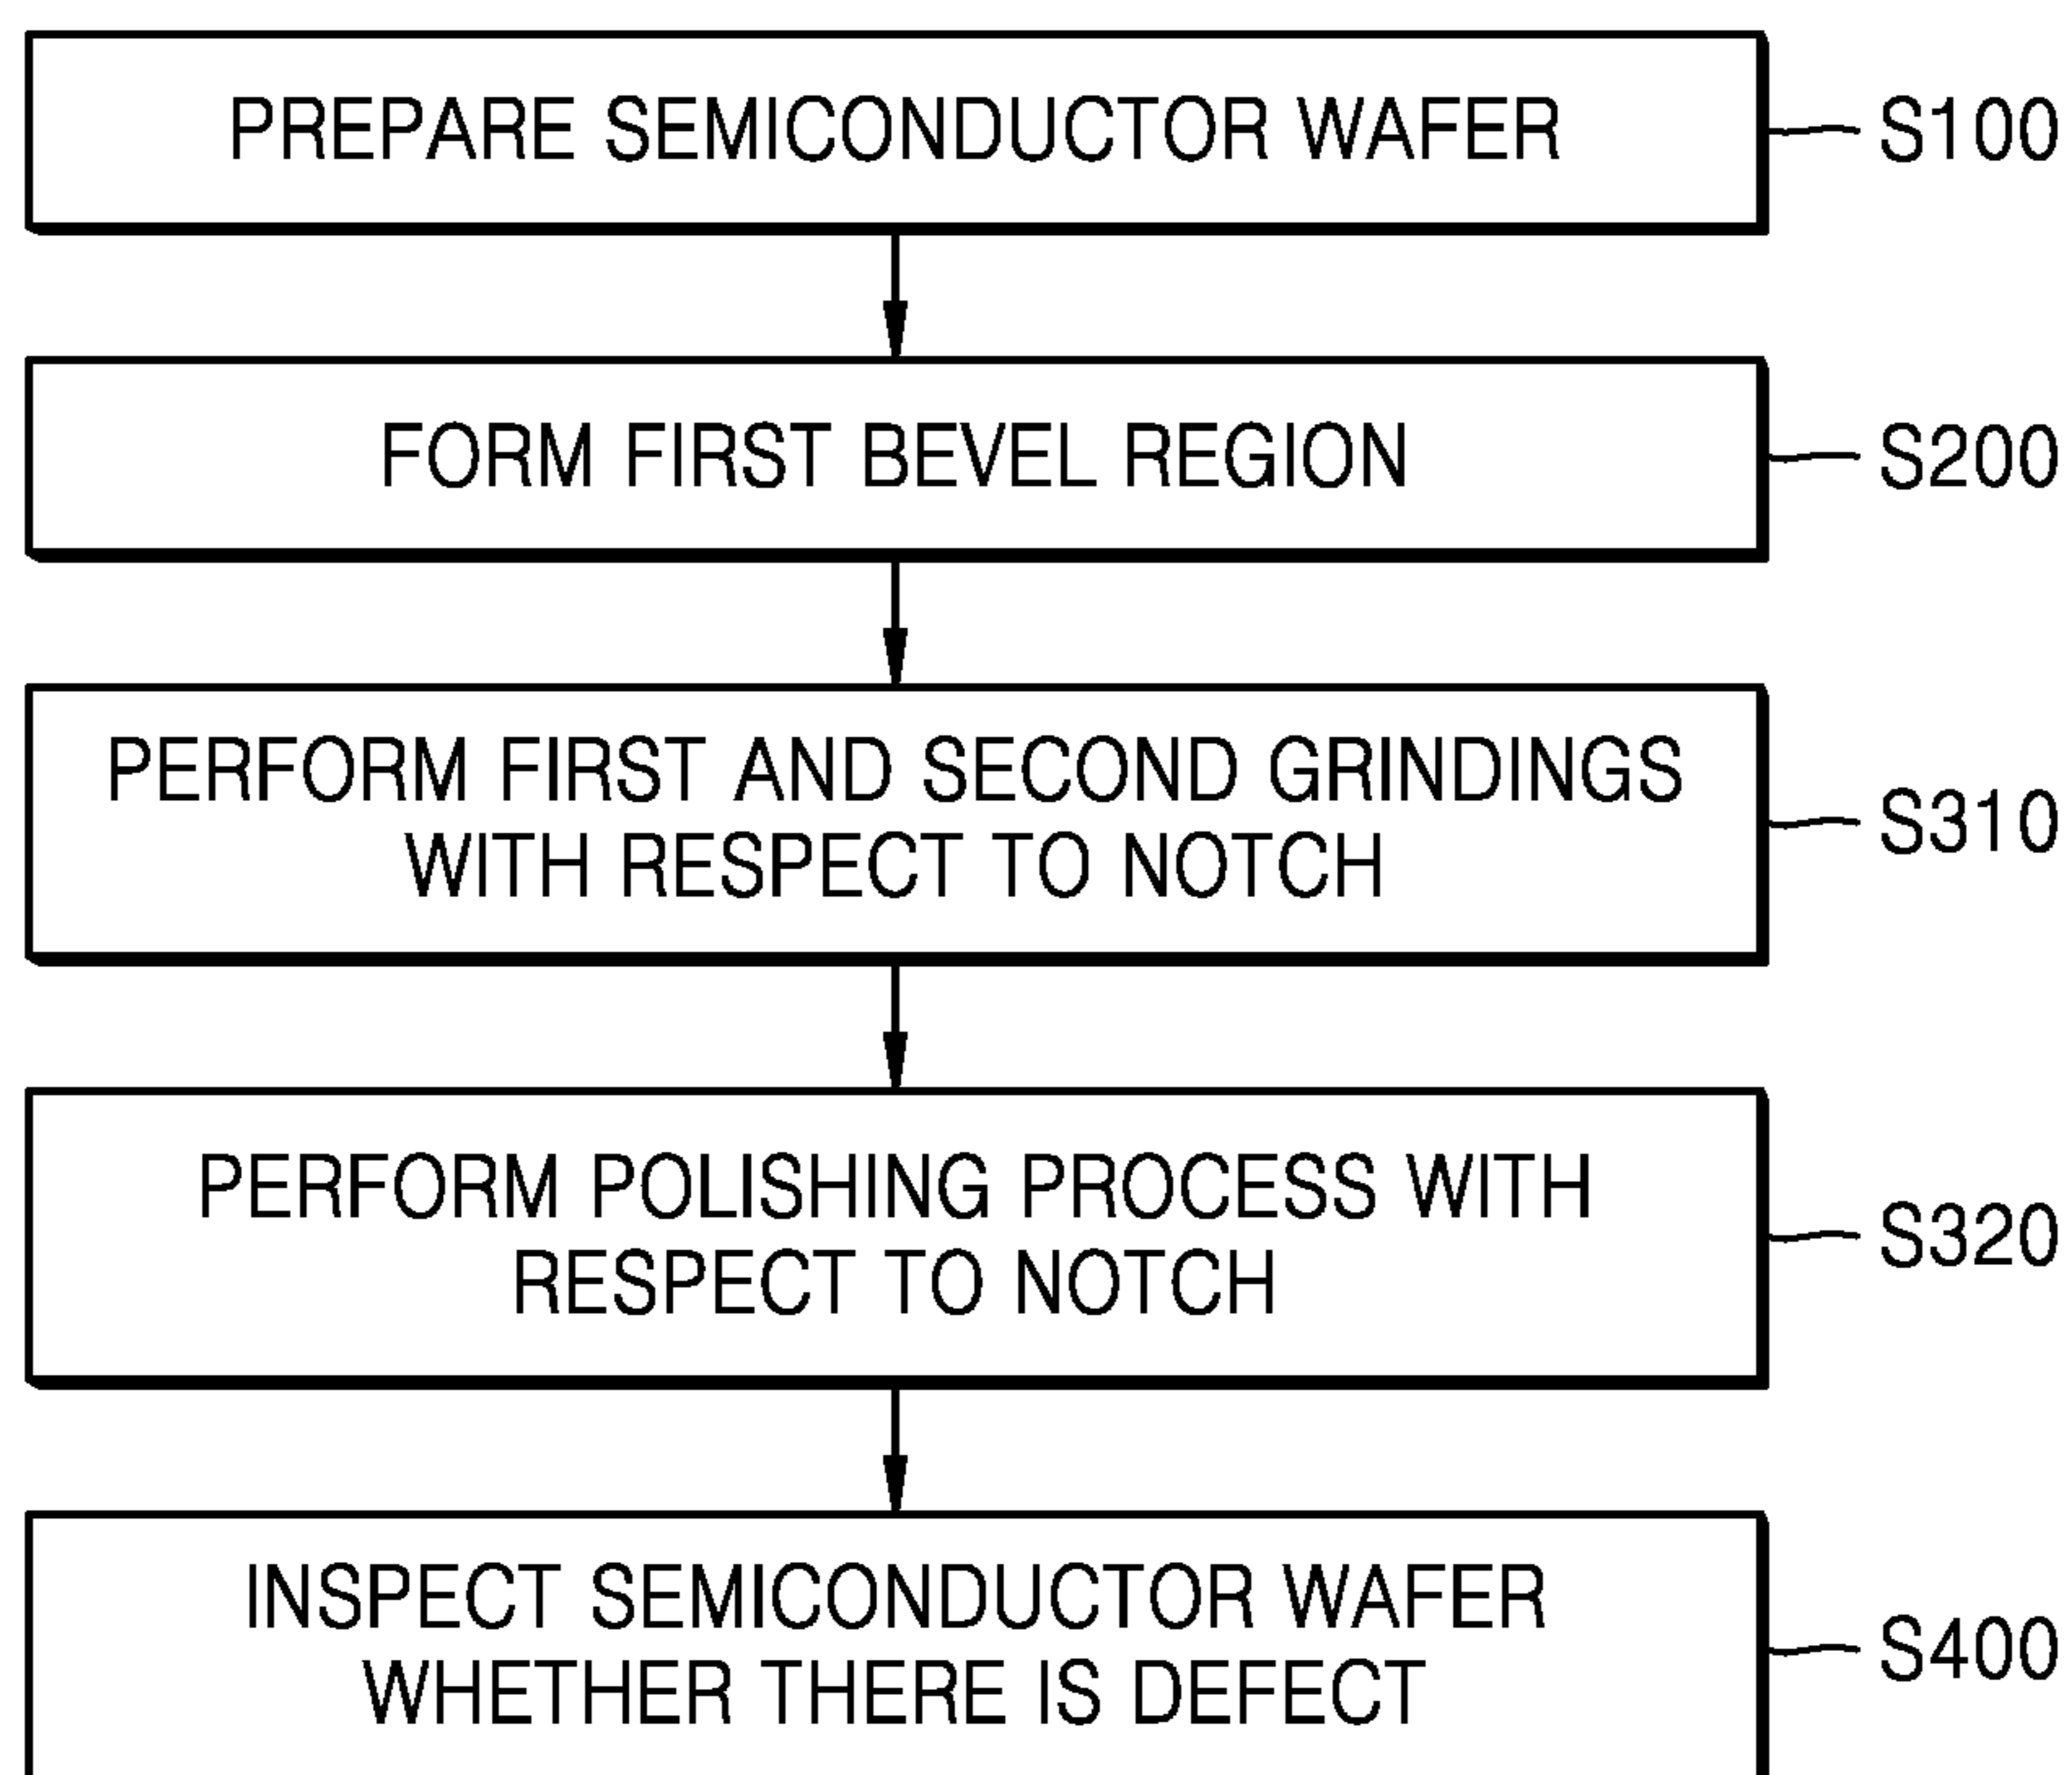 PREPARE SEMICONDUCTOR WAFER
S100
FORM FIRST BEVEL REGION
S200
PERFORM FIRST AND SECOND GRINDINGS
WITH RESPECT TO NOTCH
S310
PERFORM POLISHING PROCESS WITH
RESPECT TO NOTCH
S320
INSPECT SEMICONDUCTOR WAFER
WHETHER THERE IS DEFECT
S400